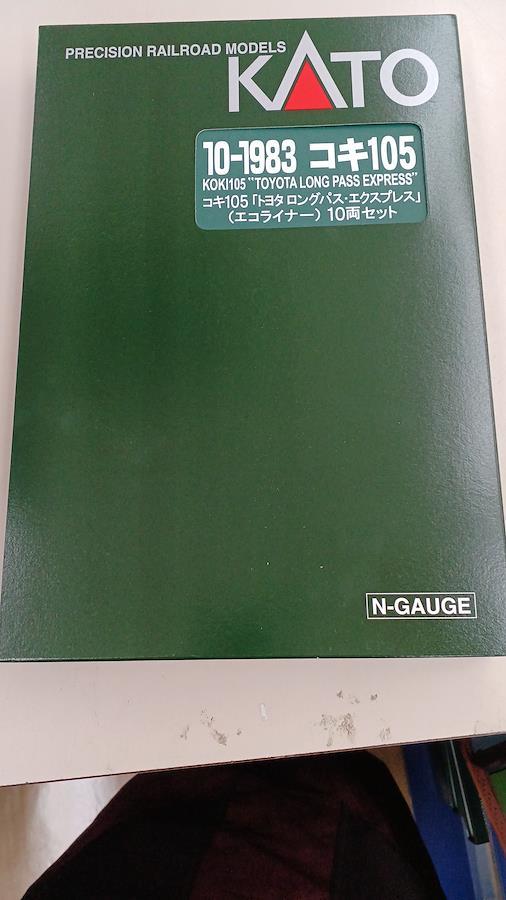 PRECISION RAILROAD MODELS
KATO
10-1983 コキ105
KOKI105 "TOYOTA LONG PASS EXPRESS"
コキ105「トヨタ ロングパス・エクスプレス」
(エコライナー) 10両セット
N-GAUGE